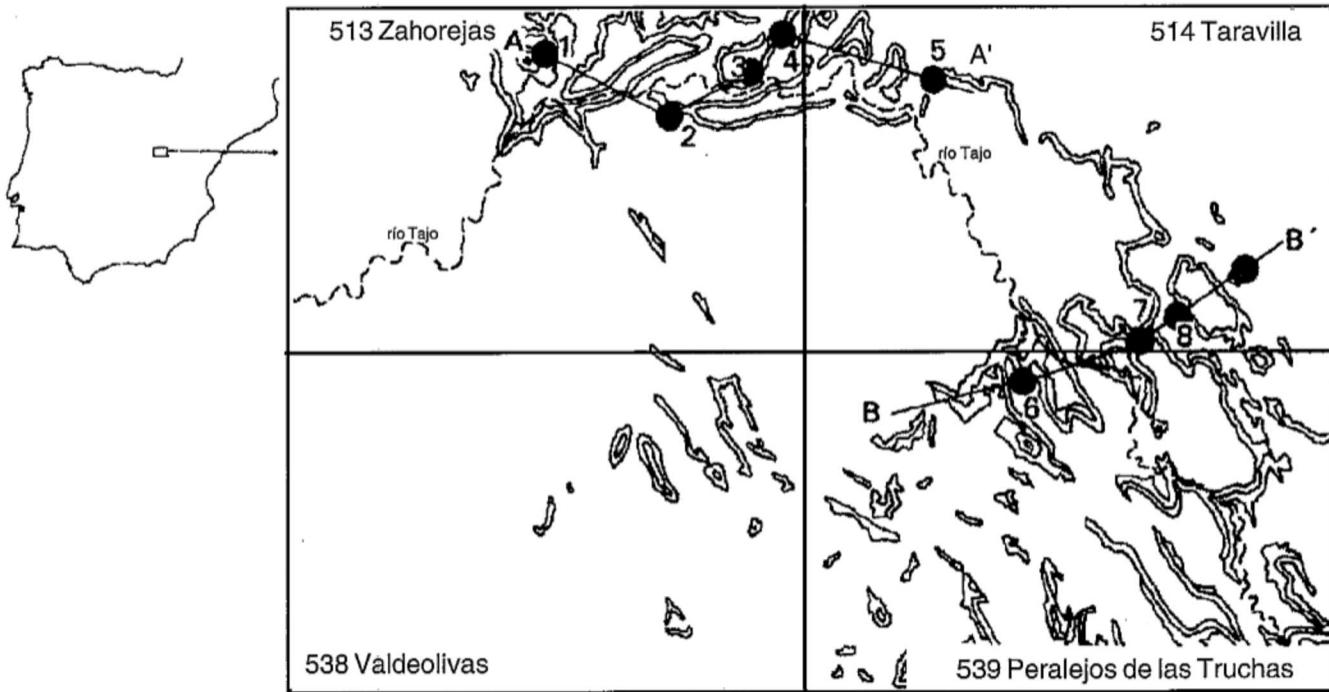 513 Zahorejas
514 Taravilla
A
1
2
3
4
5
A'
río Tajo
río Tajo
B´
7
8
6
B
538 Valdeolivas
539 Peralejos de las Truchas